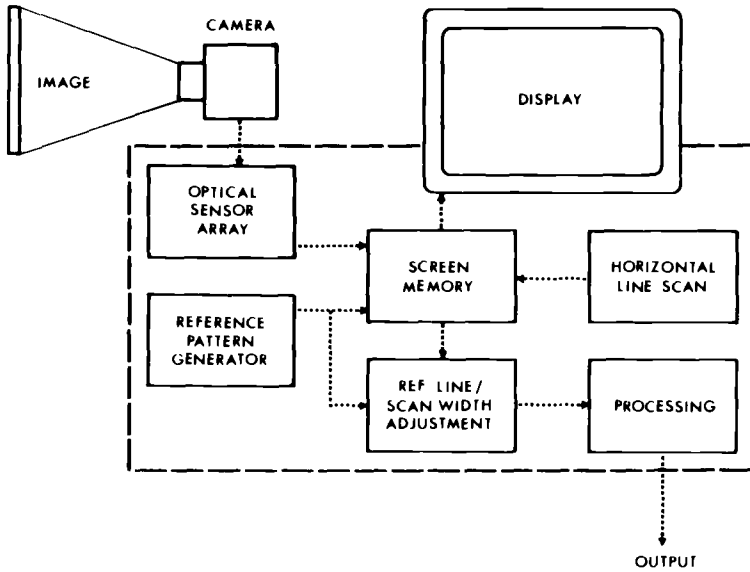 CAMERA
IMAGE
DISPLAY
OPTICAL
SENSOR
ARRAY
SCREEN
MEMORY
HORIZONTAL
LINE SCAN
REFERENCE
PATTERN
GENERATOR
REF LINE/
SCAN WIDTH
ADJUSTMENT
PROCESSING
OUTPUT